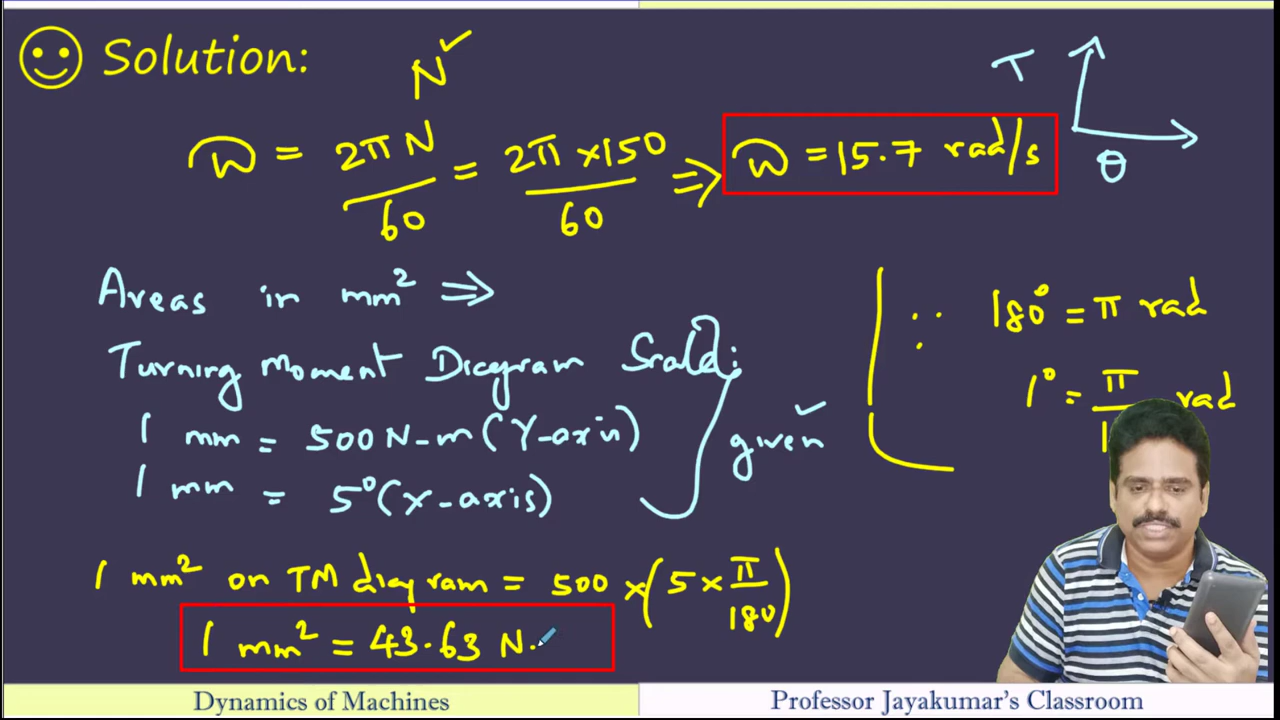 Solution:
N ✓
ω = 2πN/60 = 2π×150/60 ⇒ ω = 15.7 rad/s
T
θ
Areas in mm² ⇒
Turning Moment Diagram
1 mm = 500 N-m (Y-axis)
1 mm = 5° (X-axis)
given ✓
∵ 180° = π rad
1° = π/1 rad
1 mm² on TM diagram = 500 × (5 × π/180)
1 mm² = 43.63 N.
Dynamics of Machines
Professor Jayakumar's Classroom